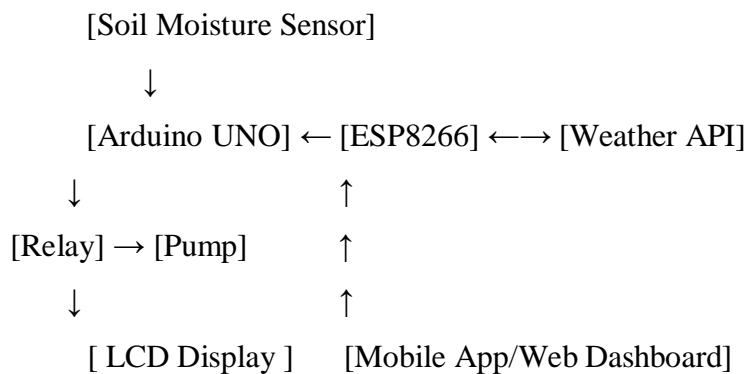 [Soil Moisture Sensor]
↓
[Arduino UNO] ← [ESP8266] ←→ [Weather API]
↓ ↑
[Relay] → [Pump] ↑
↓ ↑
[ LCD Display ] [Mobile App/Web Dashboard]